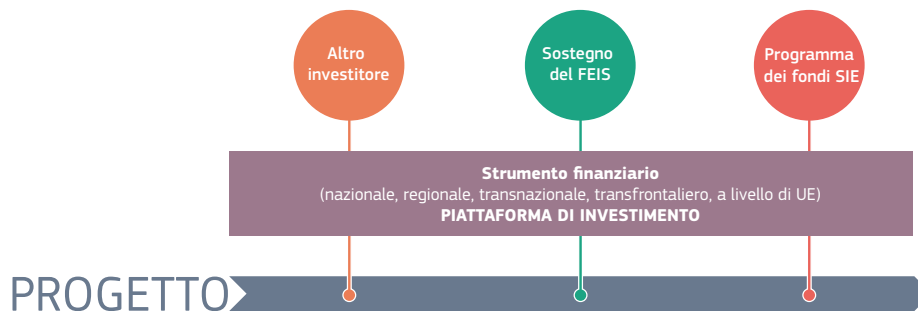 Altro
investitore
Sostegno
del FEIS
Programma
dei fondi SIE
Strumento finanziario
(nazionale, regionale, transnazionale, transfrontaliero, a livello di UE)
PIATTAFORMA DI INVESTIMENTO
PROGETTO